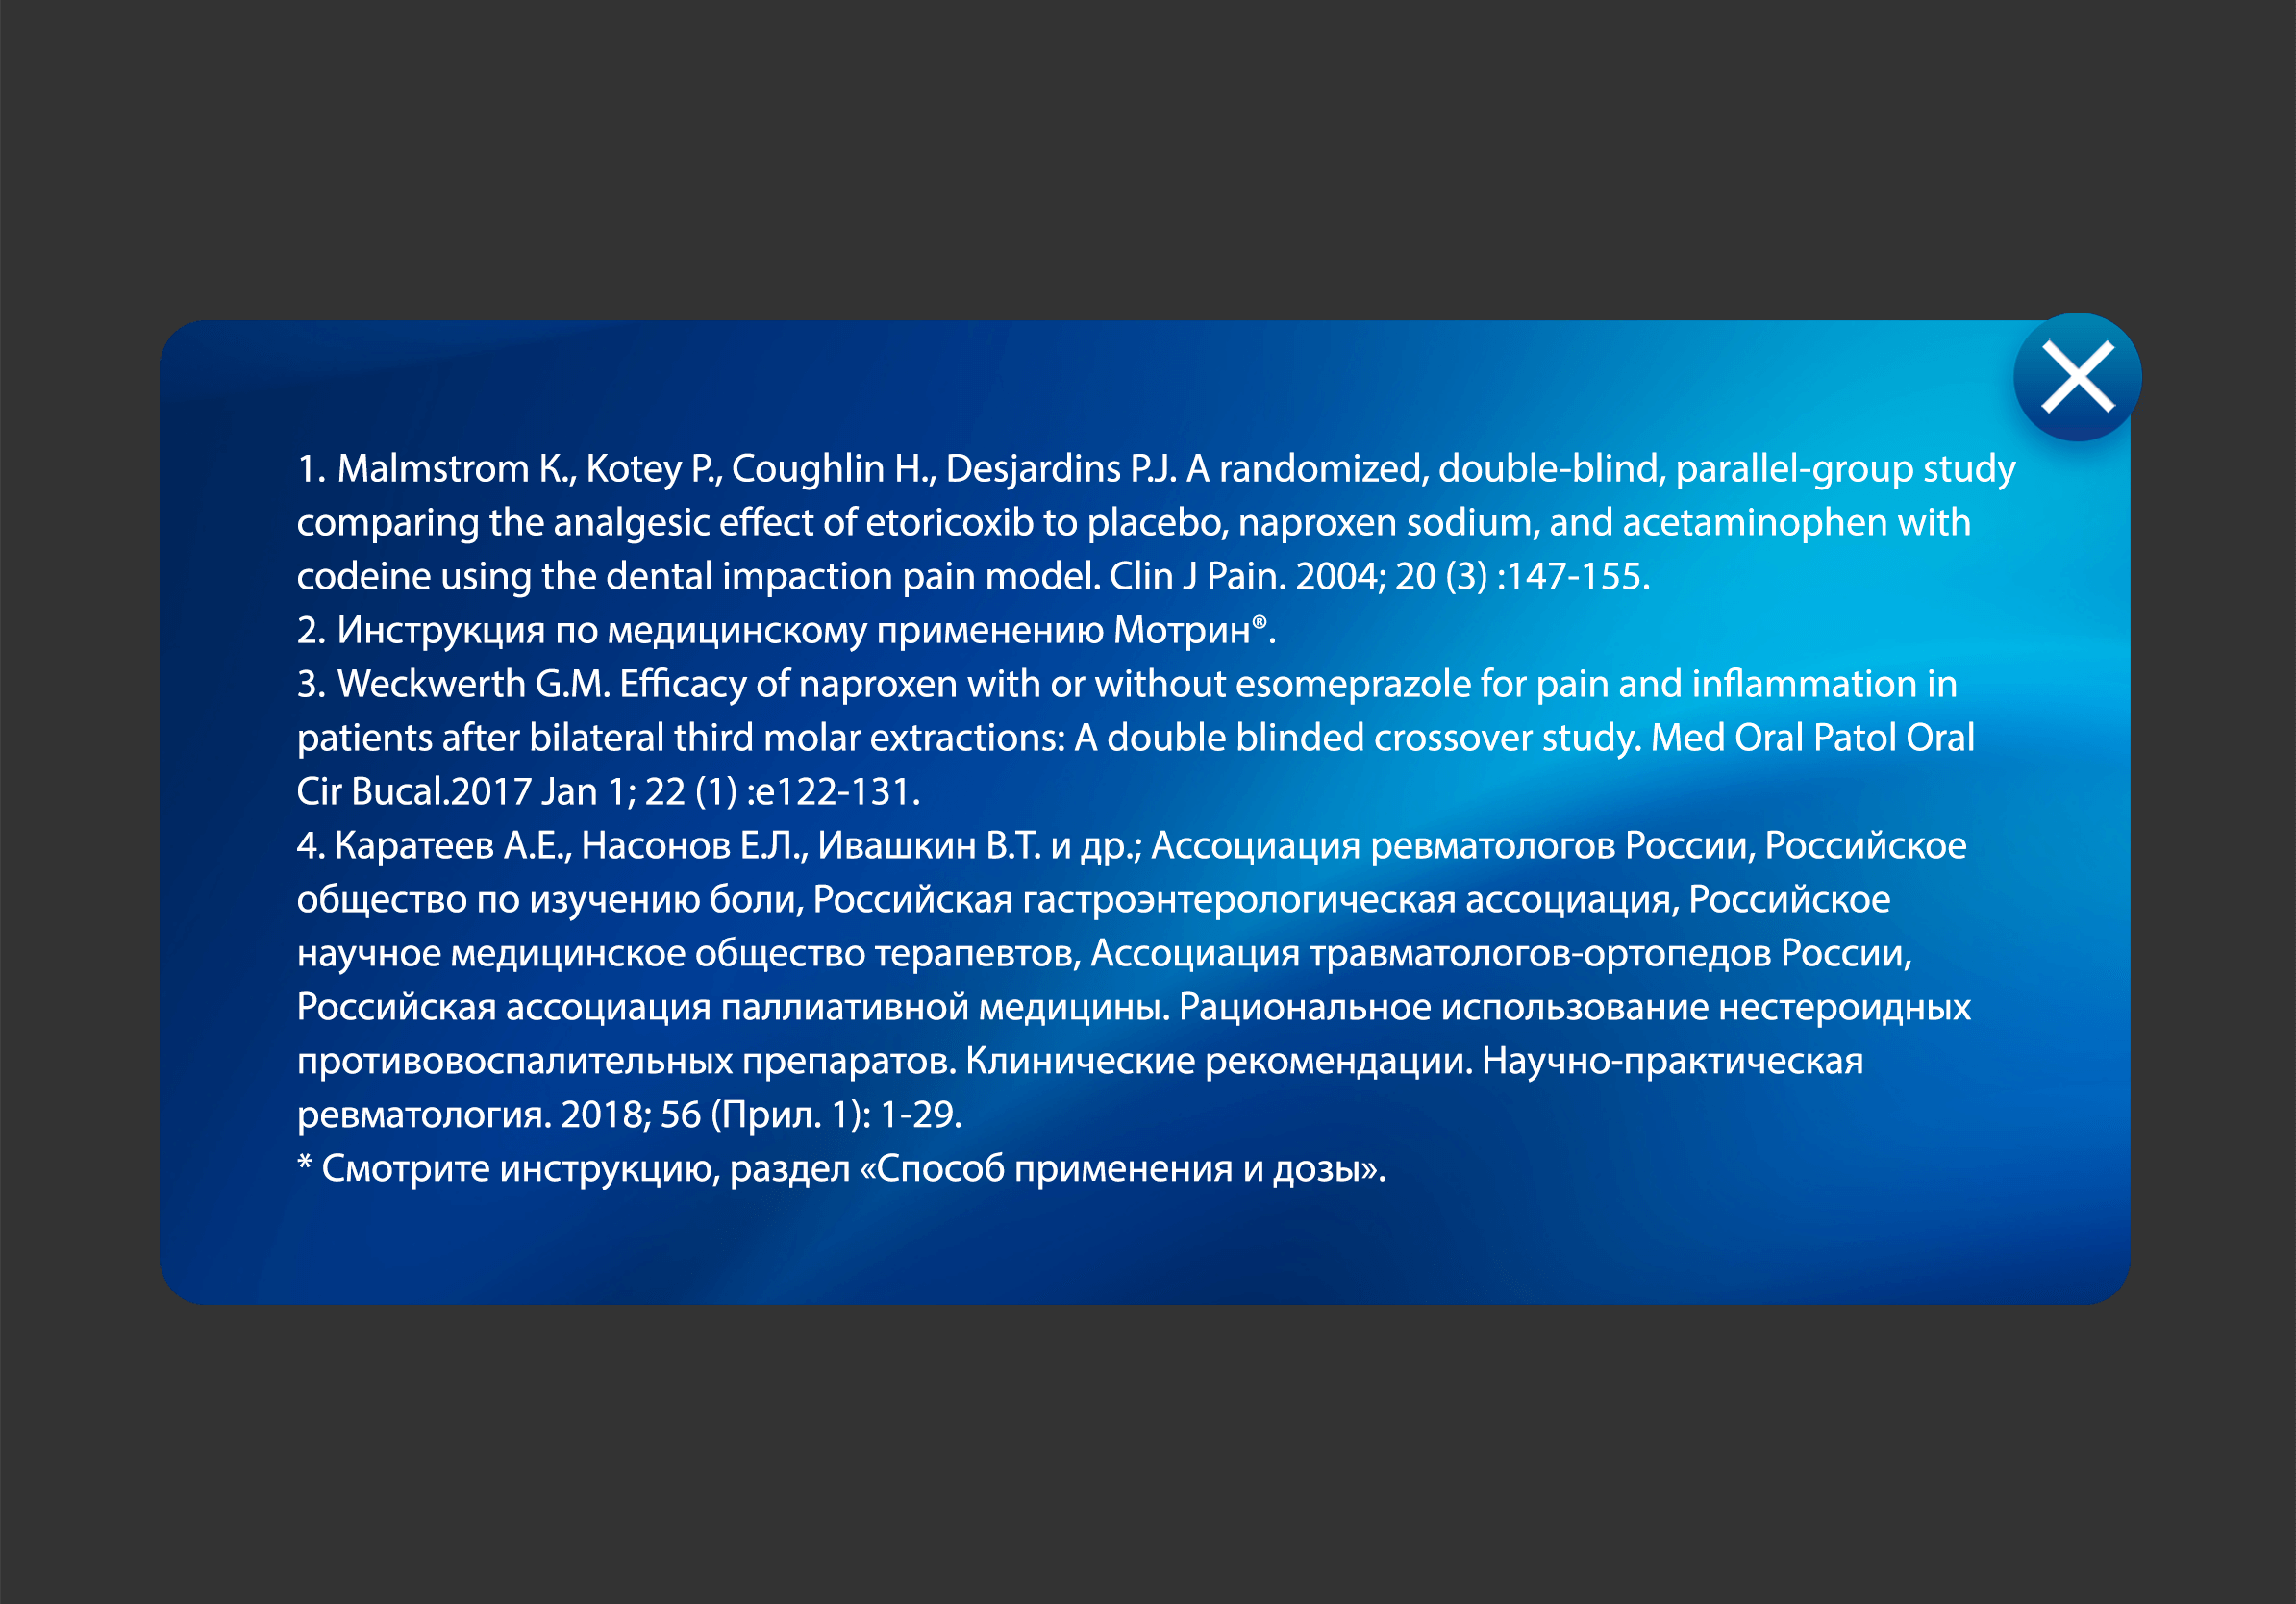 1. Malmstrom K., Kotey P., Coughlin H., Desjardins P.J. A randomized, double-blind, parallel-group study
comparing the analgesic effect of etoricoxib to placebo, naproxen sodium, and acetaminophen with
codeine using the dental impaction pain model. Clin J Pain. 2004; 20 (3) :147-155.
2. Инструкция по медицинскому применению Мотрин®.
3. Weckwerth G.M. Efficacy of naproxen with or without esomeprazole for pain and inflammation in
patients after bilateral third molar extractions: A double blinded crossover study. Med Oral Patol Oral
Cir Bucal.2017 Jan 1; 22 (1) :e122-131.
4. Каратеев А.Е., Насонов Е.Л., Ивашкин В.Т. и др.; Ассоциация ревматологов России, Российское
общество по изучению боли, Российская гастроэнтерологическая ассоциация, Российское
научное медицинское общество терапевтов, Ассоциация травматологов-ортопедов России,
Российская ассоциация паллиативной медицины. Рациональное использование нестероидных
противовоспалительных препаратов. Клинические рекомендации. Научно-практическая
ревматология. 2018; 56 (Прил. 1): 1-29.
* Смотрите инструкцию, раздел «Способ применения и дозы».